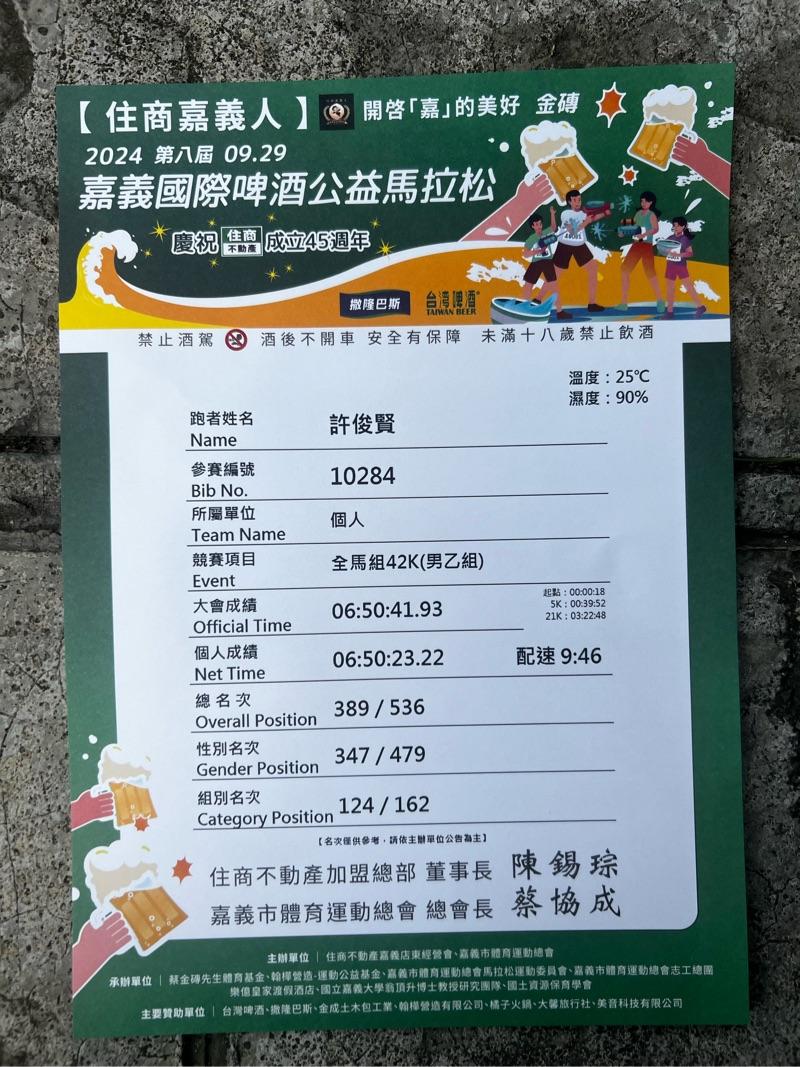 【 住商嘉義人 】 開啓「嘉」的美好 金磚
2024 第八屆 09.29
嘉義國際啤酒公益馬拉松
慶祝 住商不動產 成立45週年
撒隆巴斯 台灣啤酒 TAIWAN BEER
禁止酒駕 酒後不開車 安全有保障 未滿十八歲禁止飲酒
溫度：25℃
濕度：90%
跑者姓名 許俊賢
Name
參賽編號 10284
Bib No.
所屬單位 個人
Team Name
競賽項目 全馬組42K(男乙組)
Event
大會成績 06:50:41.93
Official Time
起點：00:00:18
5K：00:39:52
21K：03:22:48
個人成績 06:50:23.22 配速 9:46
Net Time
總 名 次 389 / 536
Overall Position
性別名次 347 / 479
Gender Position
組別名次 124 / 162
Category Position
【名次僅供參考，請依主辦單位公告為主】
住商不動產加盟總部 董事長 陳錫琮
嘉義市體育運動總會 總會長 蔡協成
主辦單位｜住商不動產嘉義店東經營會、嘉義市體育運動總會
承辦單位｜蔡金磚先生體育基金、翰樺營造-運動公益基金、嘉義市體育運動總會馬拉松運動委員會、嘉義市體育運動總會志工總團
樂億皇家渡假酒店、國立嘉義大學翁頂升博士教授研究團隊、國土資源保育學會
主要贊助單位｜台灣啤酒、撒隆巴斯、金成土木包工業、翰樺營造有限公司、橘子火鍋、大馨旅行社、美音科技有限公司